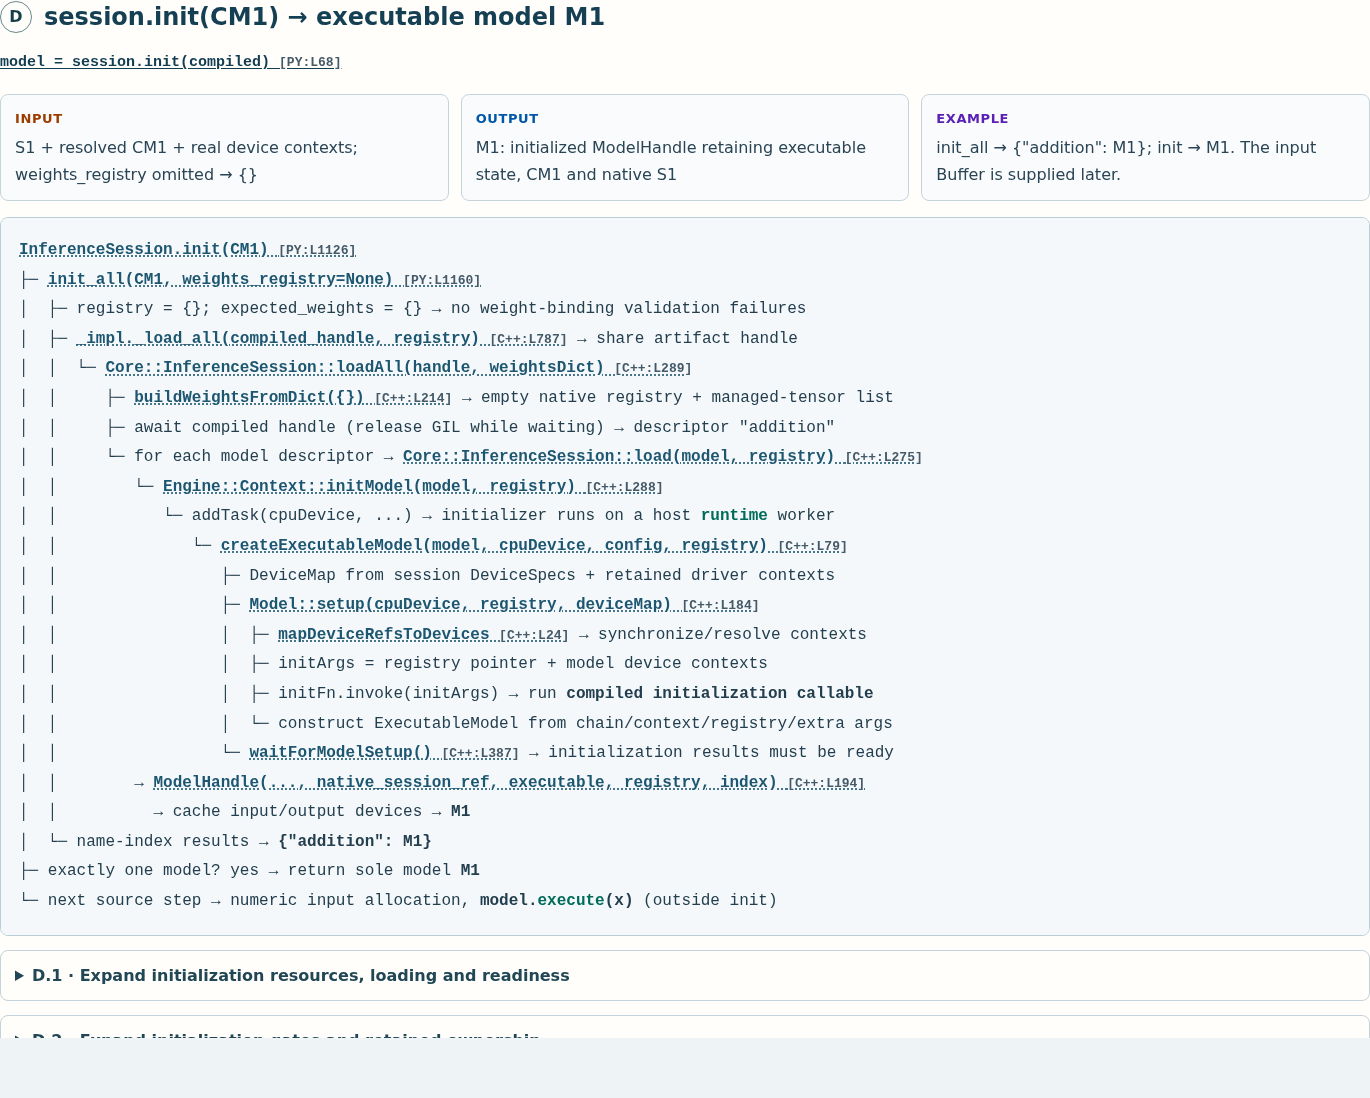 D session.init(CM1) → executable model M1
model = session.init(compiled) [PY:L68]
INPUT
S1 + resolved CM1 + real device contexts;
weights_registry omitted → {}
OUTPUT
M1: initialized ModelHandle retaining executable
state, CM1 and native S1
EXAMPLE
init_all → {"addition": M1}; init → M1. The input
Buffer is supplied later.
InferenceSession.init(CM1) [PY:L1126]
├─ init_all(CM1, weights_registry=None) [PY:L1160]
│  ├─ registry = {}; expected_weights = {} → no weight-binding validation failures
│  ├─ _impl._load_all(compiled_handle, registry) [C++:L787] → share artifact handle
│  │  └─ Core::InferenceSession::loadAll(handle, weightsDict) [C++:L289]
│  │     ├─ buildWeightsFromDict({}) [C++:L214] → empty native registry + managed-tensor list
│  │     ├─ await compiled handle (release GIL while waiting) → descriptor "addition"
│  │     └─ for each model descriptor → Core::InferenceSession::load(model, registry) [C++:L275]
│  │        └─ Engine::Context::initModel(model, registry) [C++:L288]
│  │           └─ addTask(cpuDevice, ...) → initializer runs on a host runtime worker
│  │              └─ createExecutableModel(model, cpuDevice, config, registry) [C++:L79]
│  │                 ├─ DeviceMap from session DeviceSpecs + retained driver contexts
│  │                 ├─ Model::setup(cpuDevice, registry, deviceMap) [C++:L184]
│  │                 │  ├─ mapDeviceRefsToDevices [C++:L24] → synchronize/resolve contexts
│  │                 │  ├─ initArgs = registry pointer + model device contexts
│  │                 │  ├─ initFn.invoke(initArgs) → run compiled initialization callable
│  │                 │  └─ construct ExecutableModel from chain/context/registry/extra args
│  │                 └─ waitForModelSetup() [C++:L387] → initialization results must be ready
│  │        → ModelHandle(..., native_session_ref, executable, registry, index) [C++:L194]
│  │          → cache input/output devices → M1
│  └─ name-index results → {"addition": M1}
├─ exactly one model? yes → return sole model M1
└─ next source step → numeric input allocation, model.execute(x) (outside init)
▶ D.1 · Expand initialization resources, loading and readiness
D.2 · Expand initialization gates and retained ownership